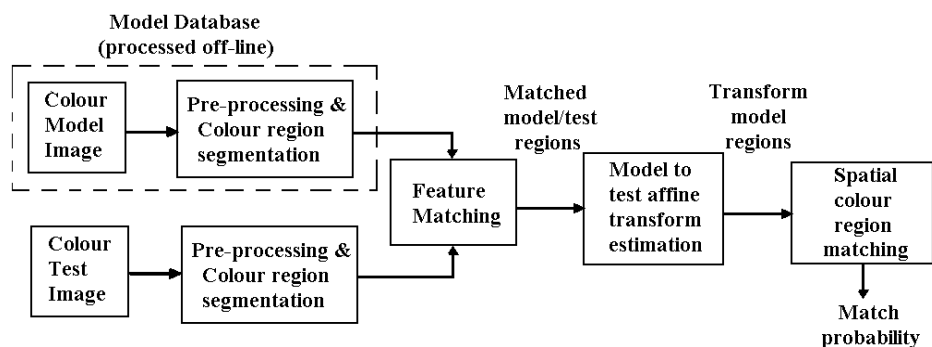 Model Database
(processed off-line)
Colour
Model
Image
Pre-processing &
Colour region
segmentation
Colour
Test
Image
Pre-processing &
Colour region
segmentation
Feature
Matching
Matched
model/test
regions
Model to
test affine
transform
estimation
Transform
model
regions
Spatial
colour
region
matching
Match
probability